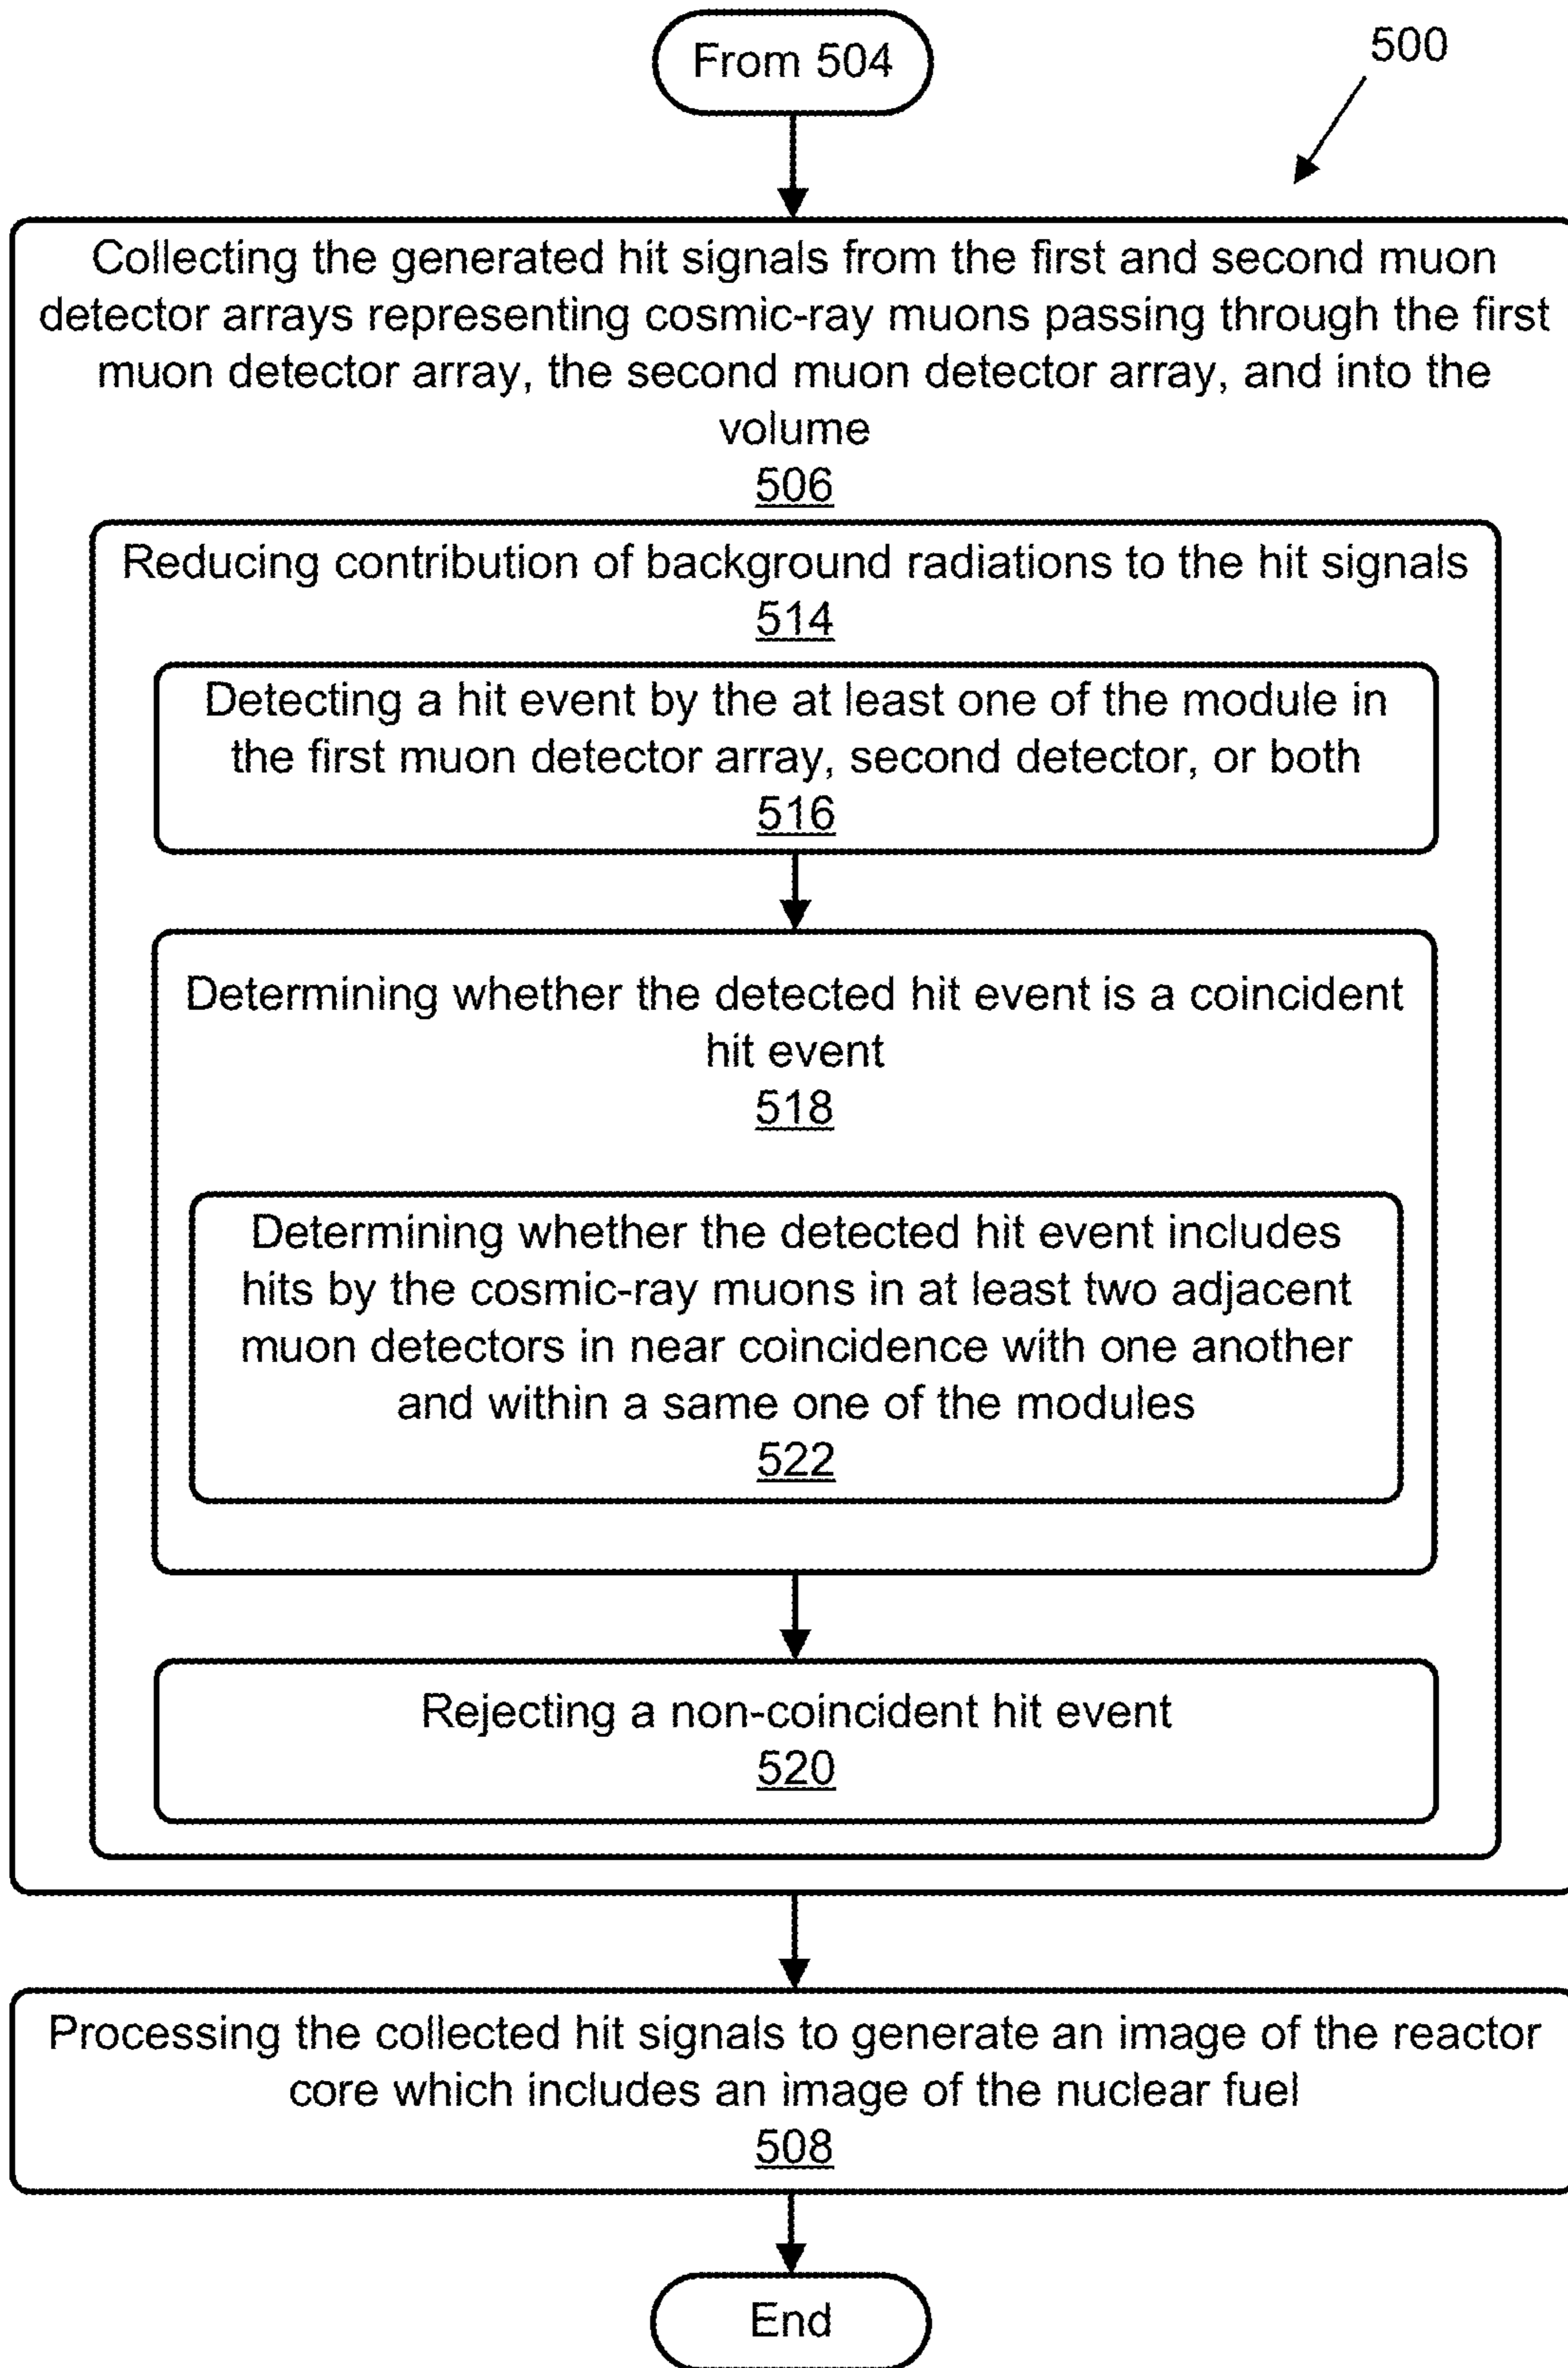 From 504
500
Collecting the generated hit signals from the first and second muon
detector arrays representing cosmic-ray muons passing through the first
muon detector array, the second muon detector array, and into the
volume
506
Reducing contribution of background radiations to the hit signals
514
Detecting a hit event by the at least one of the module in
the first muon detector array, second detector, or both
516
Determining whether the detected hit event is a coincident
hit event
518
Determining whether the detected hit event includes
hits by the cosmic-ray muons in at least two adjacent
muon detectors in near coincidence with one another
and within a same one of the modules
522
Rejecting a non-coincident hit event
520
Processing the collected hit signals to generate an image of the reactor
core which includes an image of the nuclear fuel
508
End